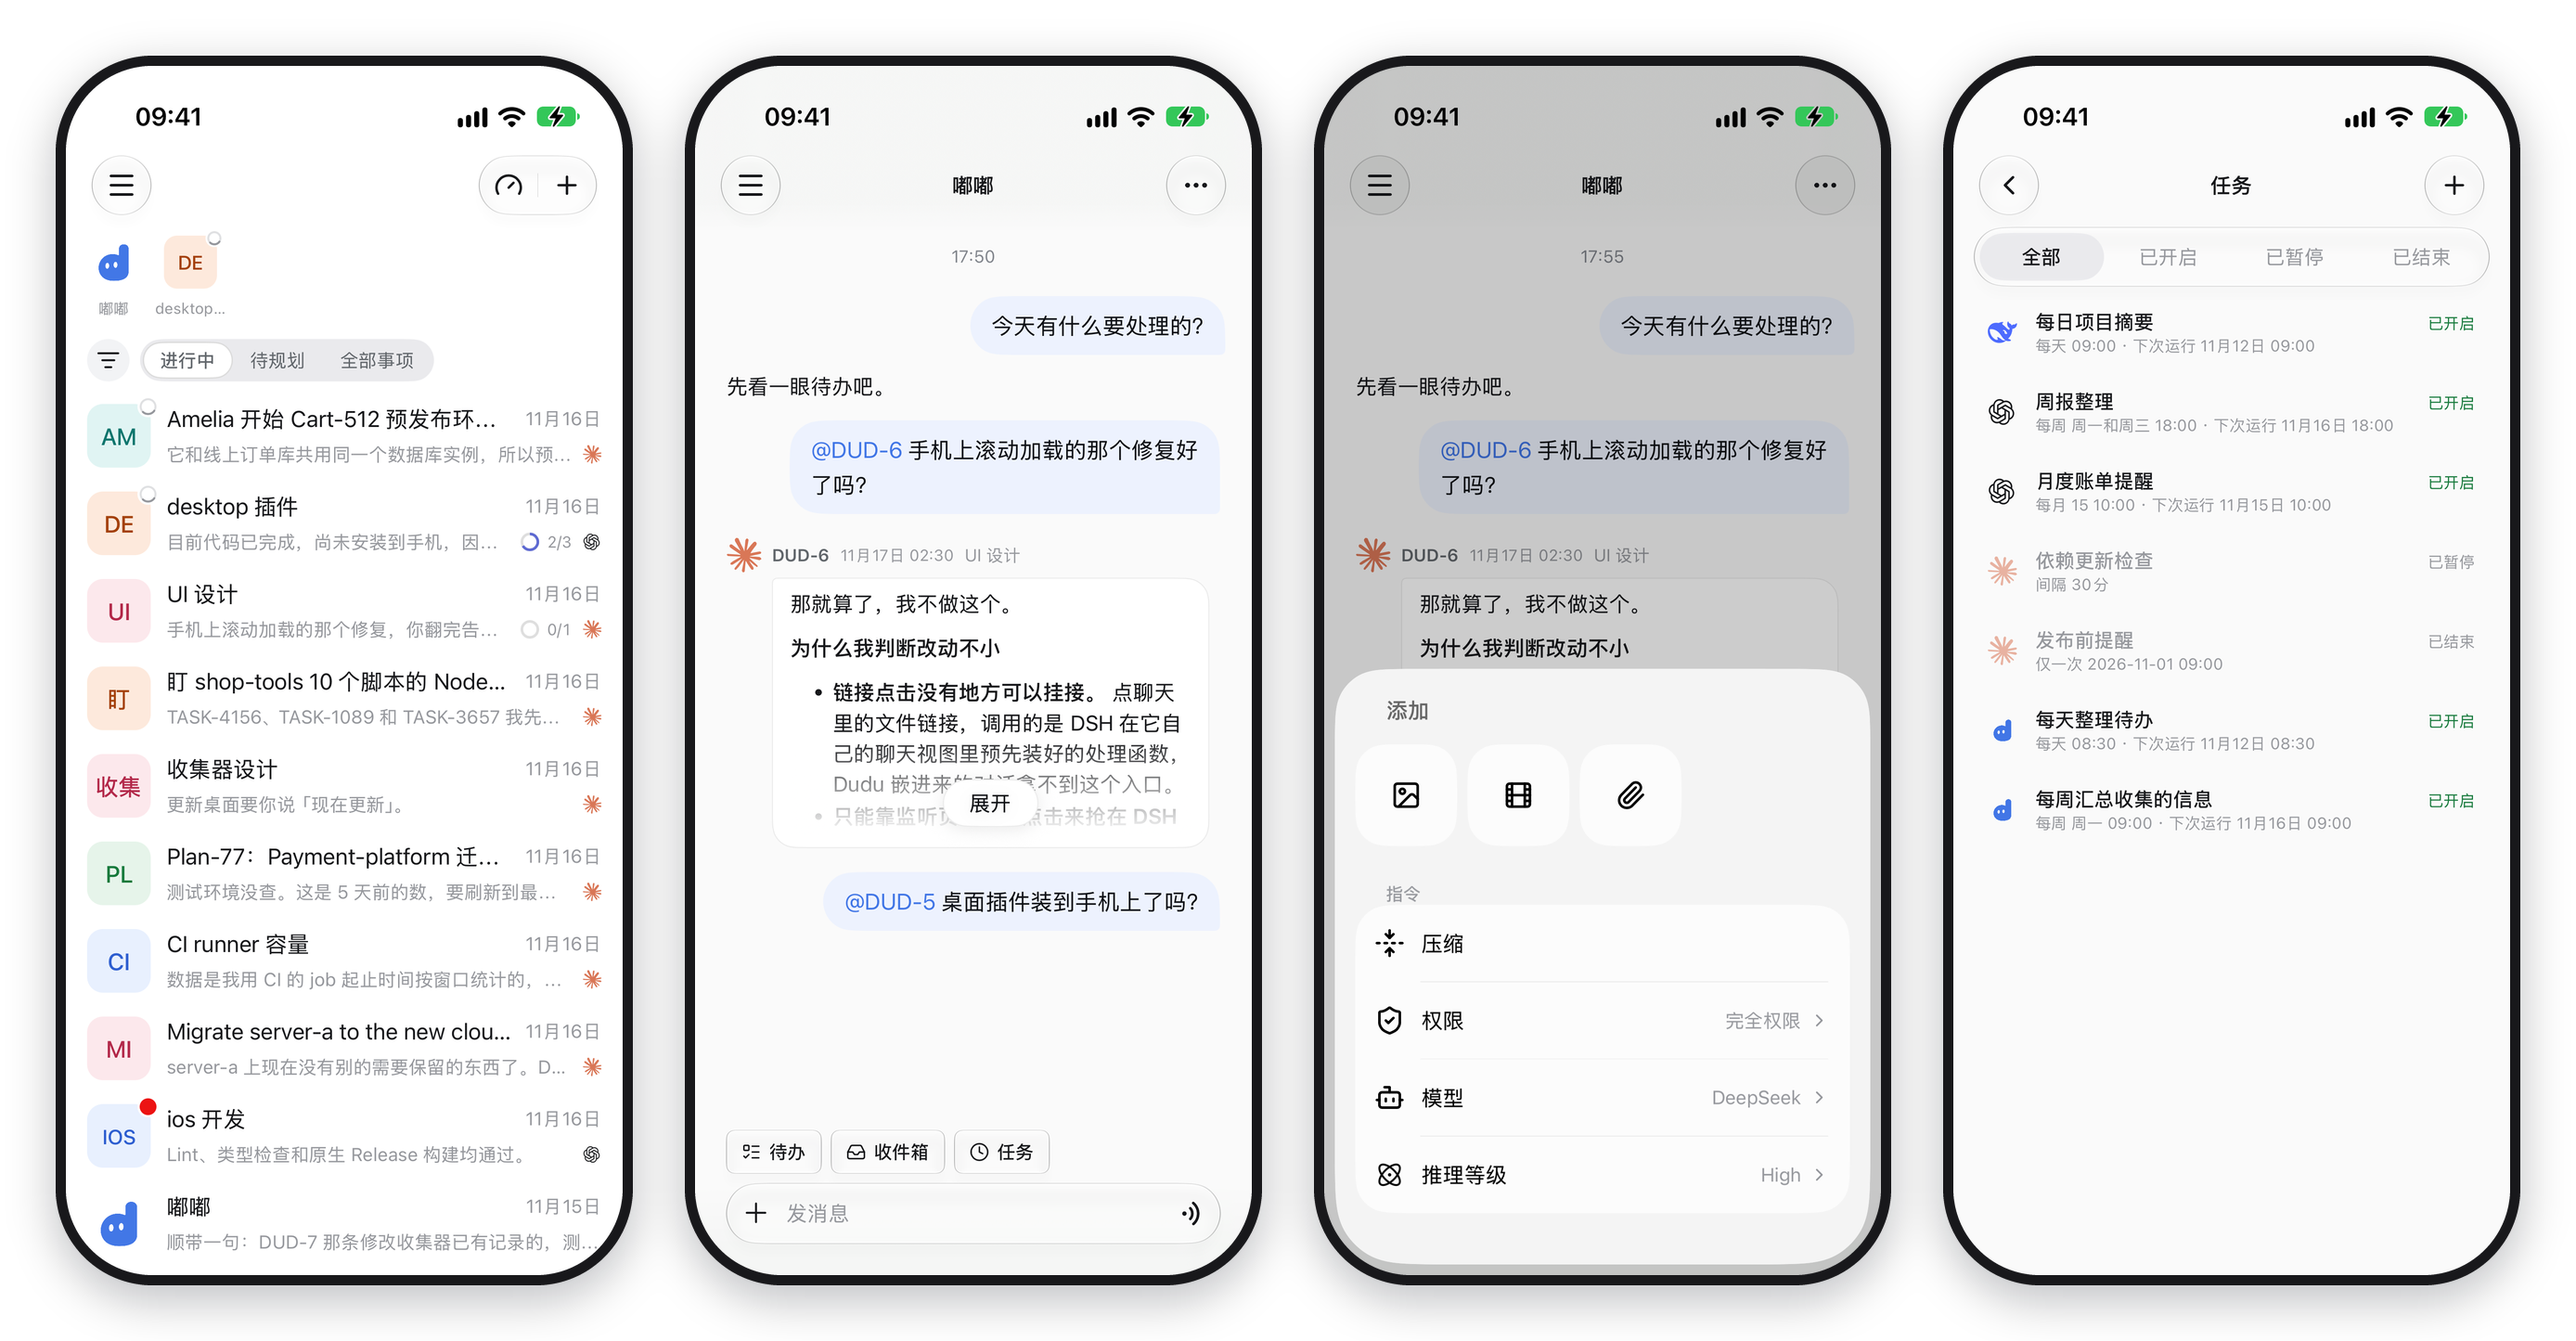 09:41
嘟嘟
DE
desktop...
进行中 待规划 全部事项
AM
Amelia 开始 Cart-512 预发布环... 11月16日
它和线上订单库共用同一个数据库实例，所以预...
DE
desktop 插件 11月16日
目前代码已完成，尚未安装到手机，因... 2/3
UI
UI 设计 11月16日
手机上滚动加载的那个修复，你翻完告... 0/1
盯
盯 shop-tools 10 个脚本的 Node... 11月16日
TASK-4156、TASK-1089 和 TASK-3657 我先...
收集
收集器设计 11月16日
更新桌面要你说「现在更新」。
PL
Plan-77：Payment-platform 迁... 11月16日
测试环境没查。这是 5 天前的数，要刷新到最...
CI
CI runner 容量 11月16日
数据是我用 CI 的 job 起止时间按窗口统计的，...
MI
Migrate server-a to the new clou... 11月16日
server-a 上现在没有别的需要保留的东西了。D...
IOS
ios 开发 11月16日
Lint、类型检查和原生 Release 构建均通过。
嘟嘟 11月15日
顺带一句：DUD-7 那条修改收集器已有记录的，测...
09:41
嘟嘟
17:50
今天有什么要处理的?
先看一眼待办吧。
@DUD-6 手机上滚动加载的那个修复好
了吗?
DUD-6 11月17日 02:30 UI 设计
那就算了，我不做这个。
为什么我判断改动不小
• 链接点击没有地方可以挂接。 点聊天
里的文件链接，调用的是 DSH 在它自
己的聊天视图里预先装好的处理函数，
Dudu 嵌进来的对话拿不到这个入口。
• 只能靠监听页 点击来抢在 DSH
展开
@DUD-5 桌面插件装到手机上了吗?
待办 收件箱 任务
发消息
09:41
嘟嘟
17:55
今天有什么要处理的?
先看一眼待办吧。
@DUD-6 手机上滚动加载的那个修复好
了吗?
DUD-6 11月17日 02:30 UI 设计
那就算了，我不做这个。
为什么我判断改动不小
添加
指令
压缩
权限 完全权限
模型 DeepSeek
推理等级 High
09:41
任务
全部 已开启 已暂停 已结束
每日项目摘要 已开启
每天 09:00 · 下次运行 11月12日 09:00
周报整理 已开启
每周 周一和周三 18:00 · 下次运行 11月16日 18:00
月度账单提醒 已开启
每月 15 10:00 · 下次运行 11月15日 10:00
依赖更新检查 已暂停
间隔 30 分
发布前提醒 已结束
仅一次 2026-11-01 09:00
每天整理待办 已开启
每天 08:30 · 下次运行 11月12日 08:30
每周汇总收集的信息 已开启
每周 周一 09:00 · 下次运行 11月16日 09:00